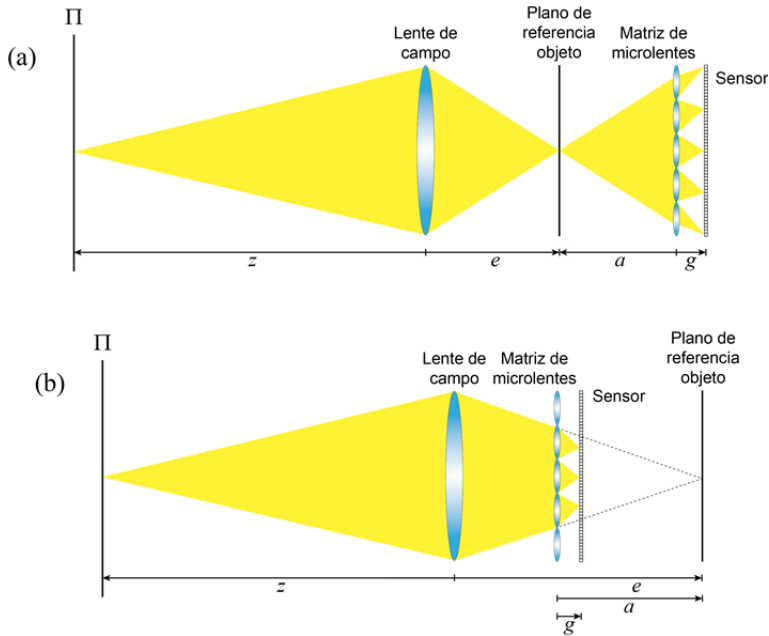 Π
Lente de
campo
Plano de
referencia
objeto
Matriz de
microlentes
Sensor
(a)
z
e
a
g
Π
Lente de
campo
Matriz de
microlentes
Sensor
Plano de
referencia
objeto
(b)
z
e
a
g